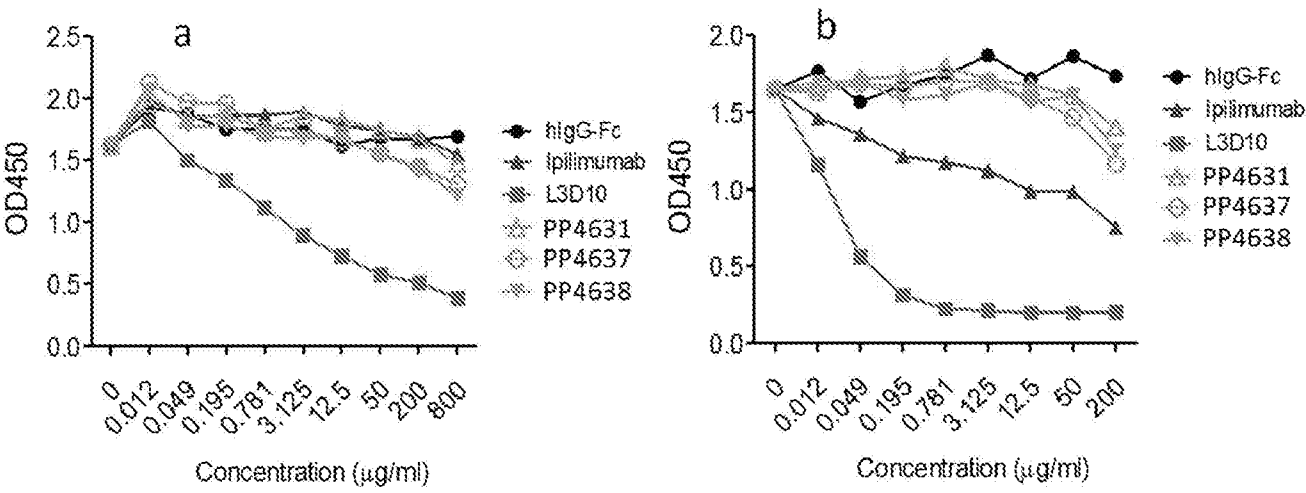 a
2.5
2.0
1.5
1.0
0.5
0.0
OD450
0
0.012
0.049
0.195
0.781
3.125
12.5
50
200
800
Concentration (µg/ml)
hIgG-Fc
Ipilimumab
L3D10
PP4631
PP4637
PP4638
b
2.0
1.5
1.0
0.5
0.0
OD450
0
0.012
0.049
0.195
0.781
3.125
12.5
50
200
Concentration (µg/ml)
hIgG-Fc
Ipilimumab
L3D10
PP4631
PP4637
PP4638